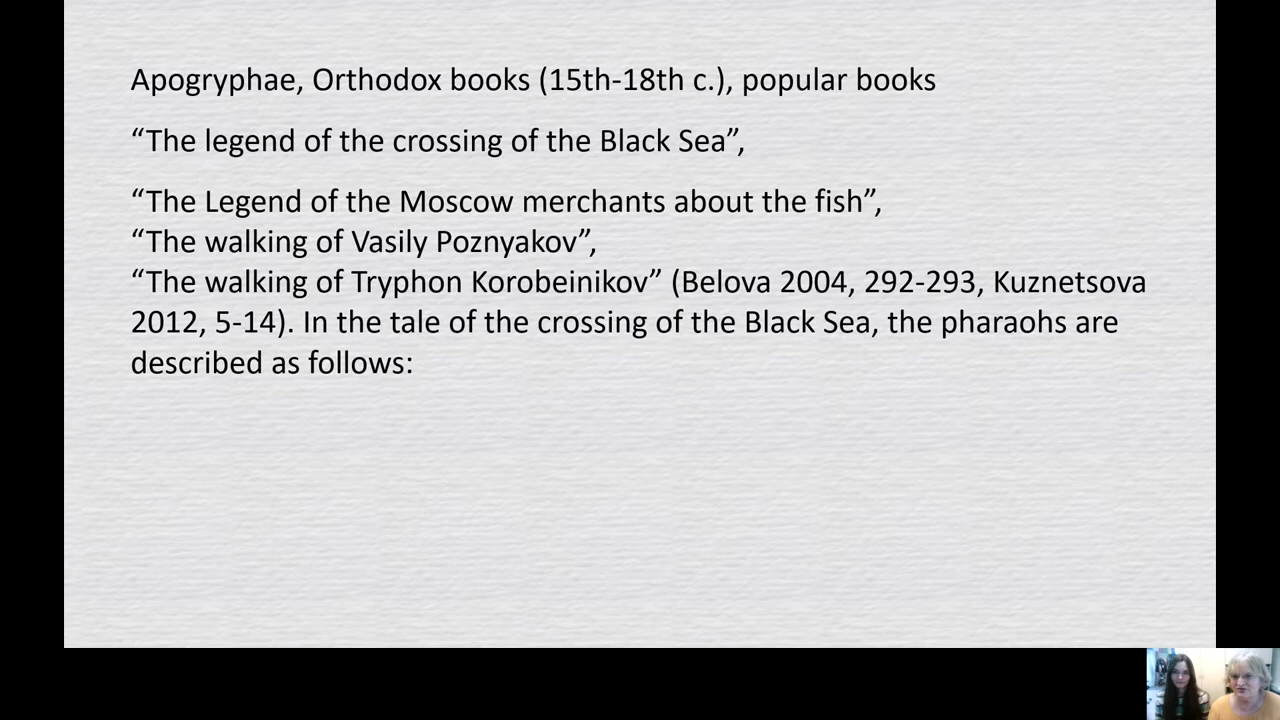 Apogryphae, Orthodox books (15th-18th c.), popular books
“The legend of the crossing of the Black Sea”,
“The Legend of the Moscow merchants about the fish”,
“The walking of Vasily Poznyakov”,
“The walking of Tryphon Korobeinikov” (Belova 2004, 292-293, Kuznetsova
2012, 5-14). In the tale of the crossing of the Black Sea, the pharaohs are
described as follows: